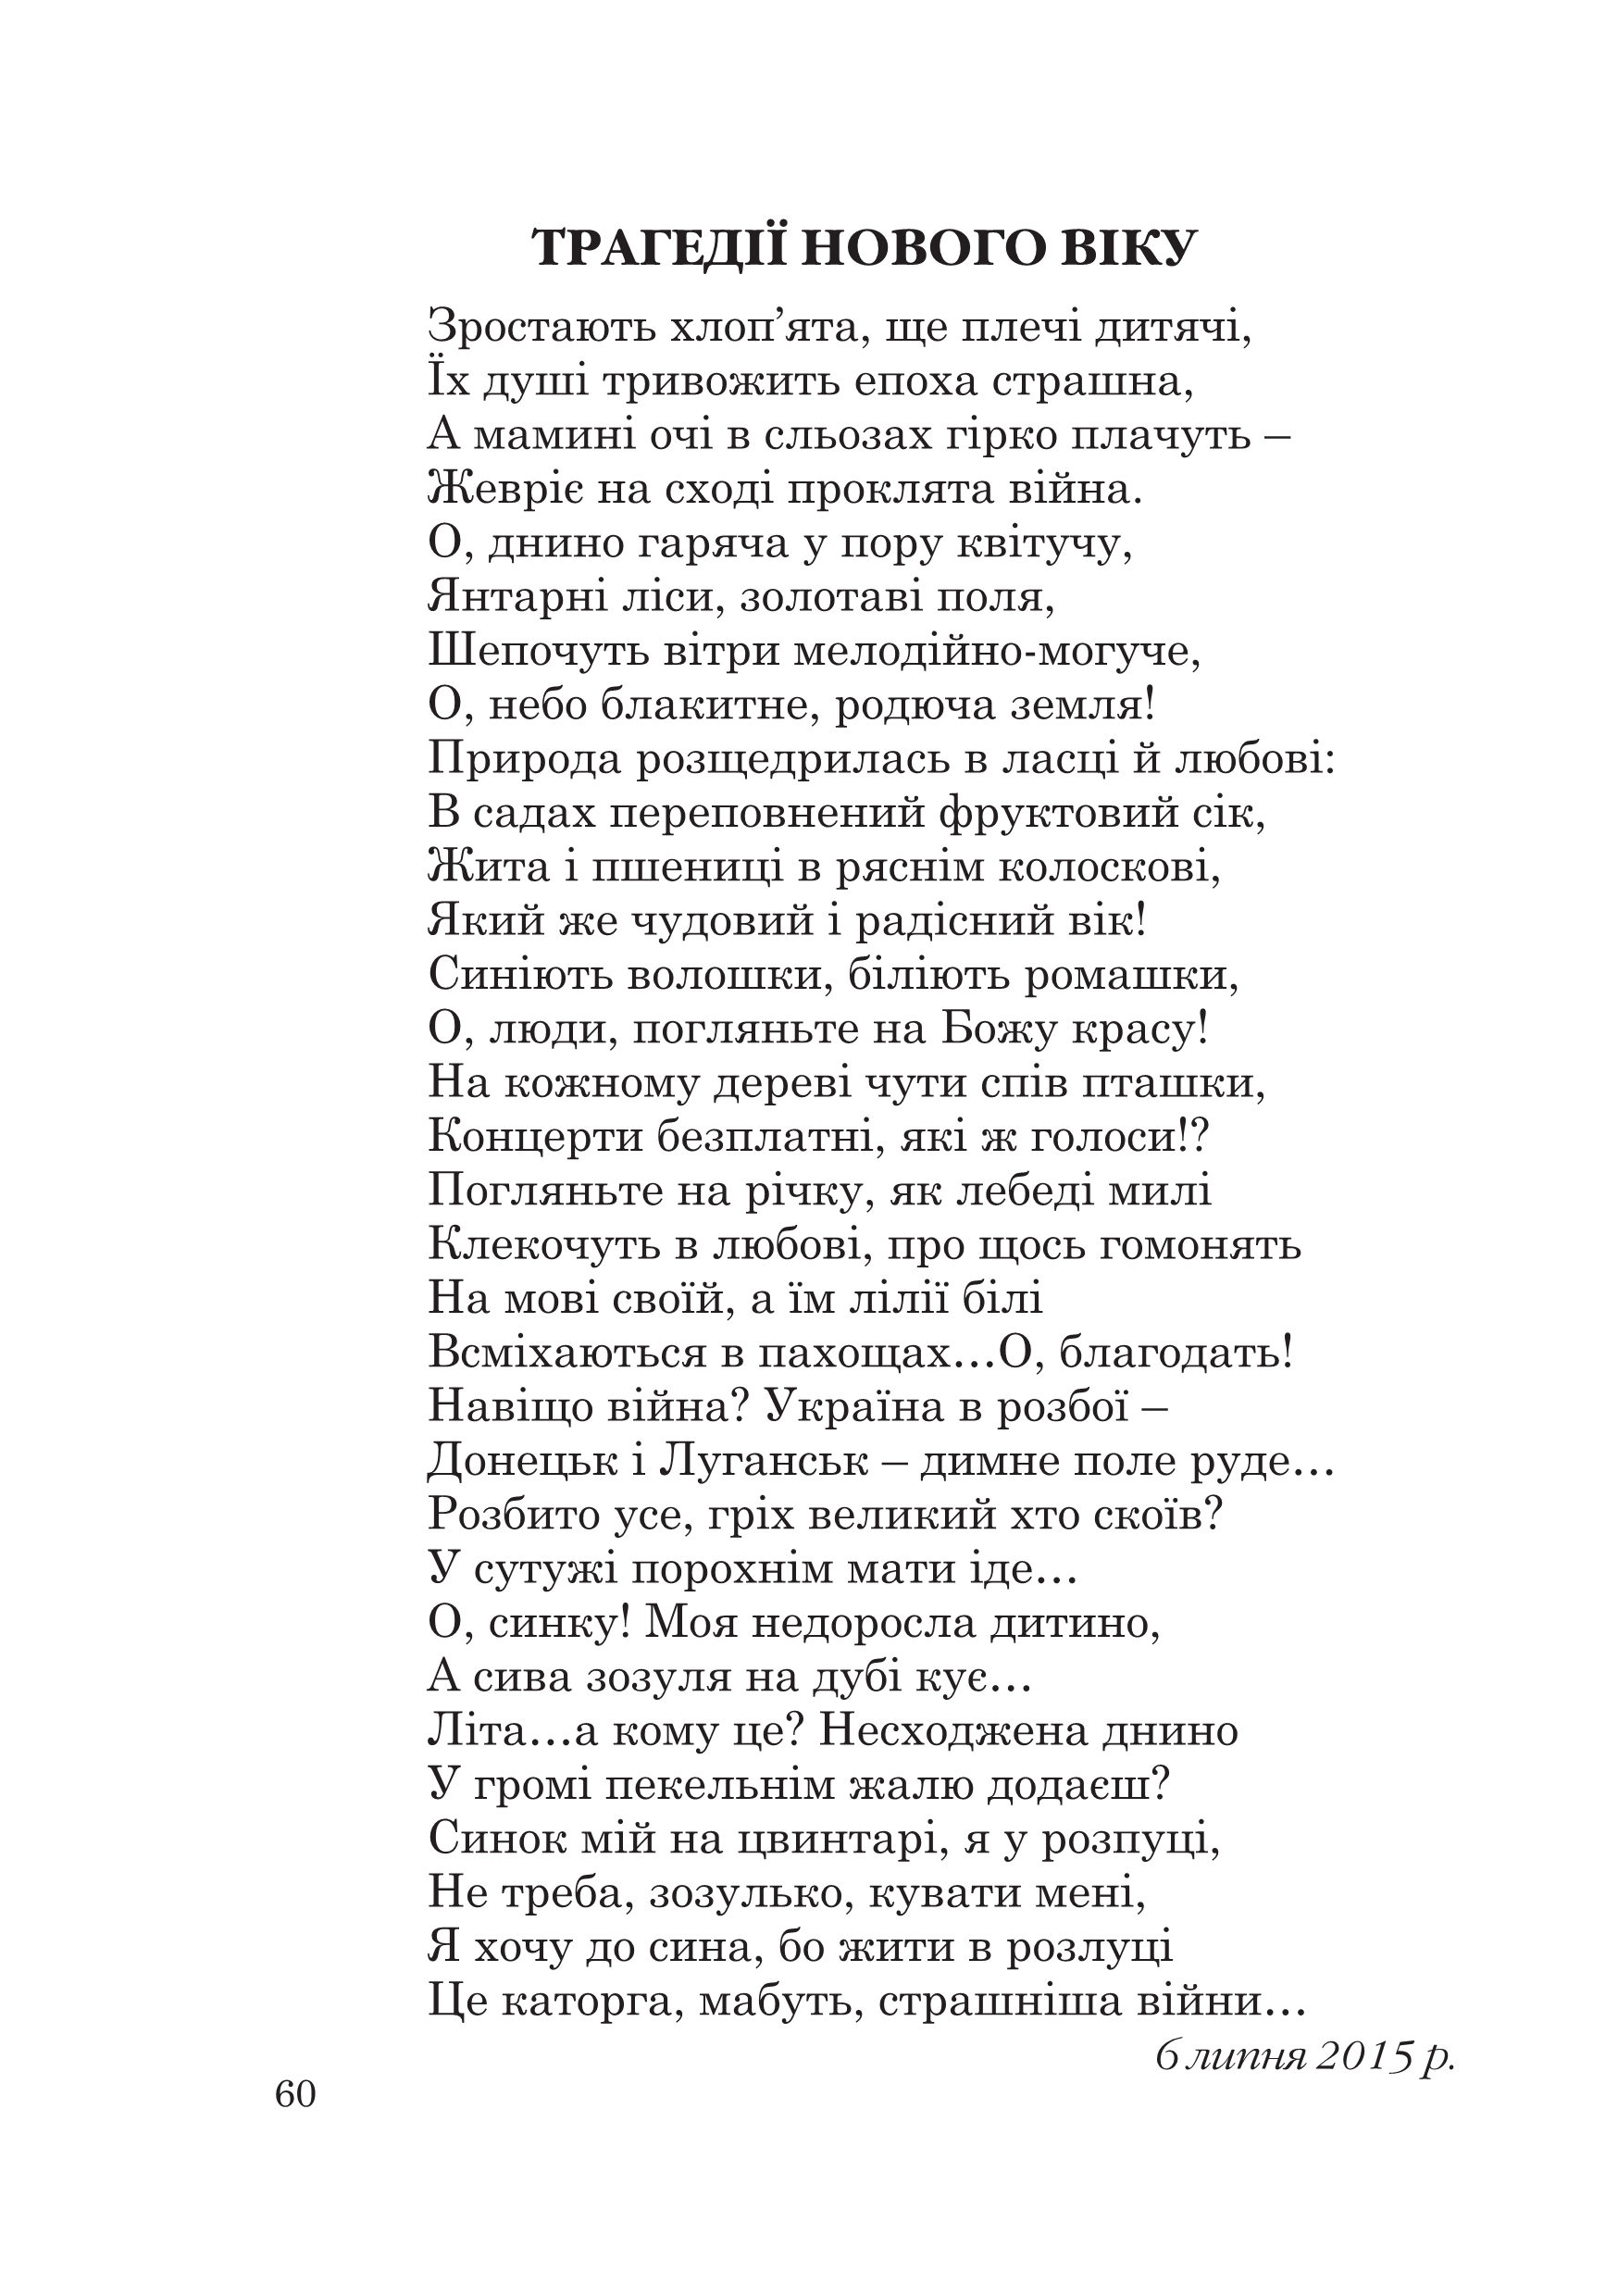 ТРАГЕДІЇ НОВОГО ВІКУ
Зростають хлоп’ята, ще плечі дитячі,
Їх душі тривожить епоха страшна,
А мамині очі в сльозах гірко плачуть –
Жевріє на сході проклята війна.
О, днино гаряча у пору квітучу,
Янтарні ліси, золотаві поля,
Шепочуть вітри мелодійно-могуче,
О, небо блакитне, родюча земля!
Природа розщедрилась в ласці й любові:
В садах переповнений фруктовий сік,
Жита і пшениці в ряснім колоскові,
Який же чудовий і радісний вік!
Синіють волошки, біліють ромашки,
О, люди, погляньте на Божу красу!
На кожному дереві чути спів пташки,
Концерти безплатні, які ж голоси!?
Погляньте на річку, як лебеді милі
Клекочуть в любові, про щось гомонять
На мові своїй, а їм лілії білі
Всміхаються в пахощах…О, благодать!
Навіщо війна? Україна в розбої –
Донецьк і Луганськ – димне поле руде…
Розбито усе, гріх великий хто скоїв?
У сутужі порохнім мати іде…
О, синку! Моя недоросла дитино,
А сива зозуля на дубі кує…
Літа…а кому це? Несходжена днино
У громі пекельнім жалю додаєш?
Синок мій на цвинтарі, я у розпуці,
Не треба, зозулько, кувати мені,
Я хочу до сина, бо жити в розлуці
Це каторга, мабуть, страшніша війни…
6 липня 2015 р.
60